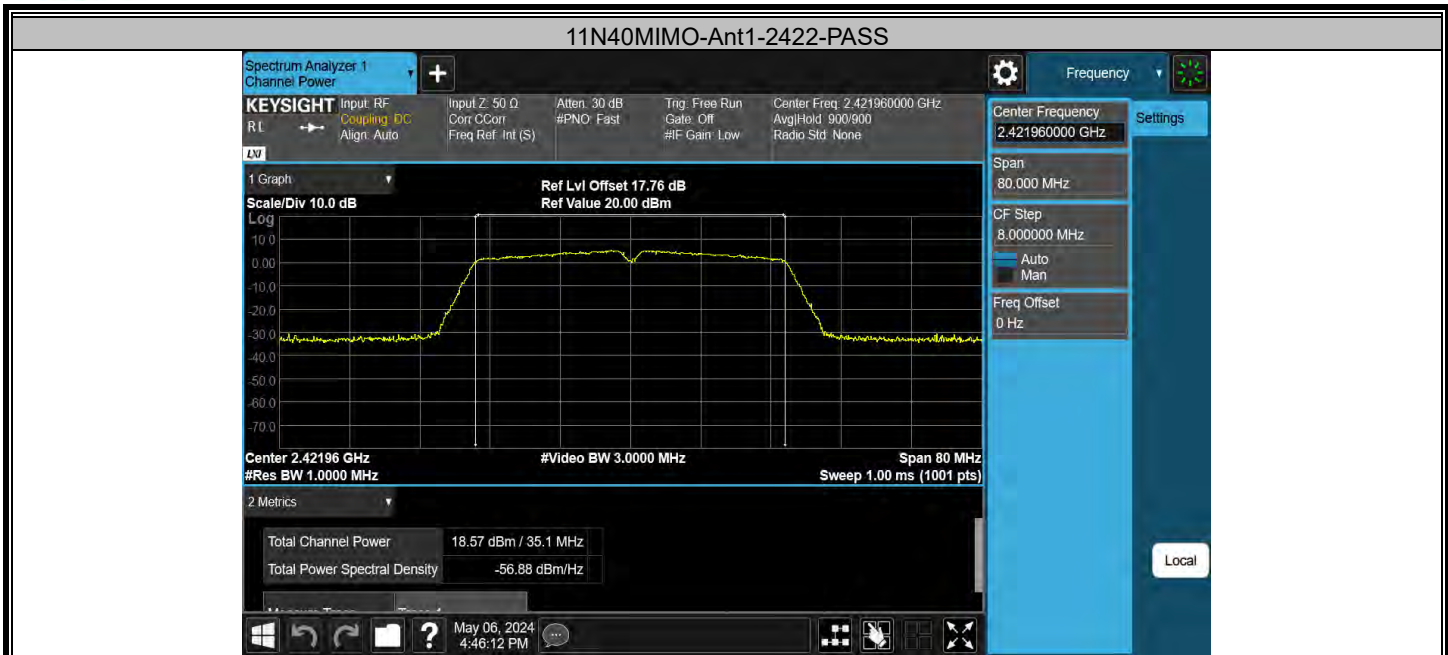 11N40MIMO-Ant1-2422-PASS
Spectrum Analyzer 1
Channel Power
Frequency
KEYSIGHT
RL
LXI
Input: RF
Coupling: DC
Align: Auto
Input Z: 50 Ω
Corr CCorr
Freq Ref: Int (S)
Atten: 30 dB
#PNO: Fast
Trig: Free Run
Gate: Off
#IF Gain: Low
Center Freq: 2.421960000 GHz
Avg|Hold: 900/900
Radio Std: None
Center Frequency
2.421960000 GHz
Settings
Span
80.000 MHz
CF Step
8.000000 MHz
Auto
Man
Freq Offset
0 Hz
Local
1 Graph
Ref Lvl Offset 17.76 dB
Scale/Div 10.0 dB
Ref Value 20.00 dBm
Log
10.0
0.00
-10.0
-20.0
-30.0
-40.0
-50.0
-60.0
-70.0
Center 2.42196 GHz
#Video BW 3.0000 MHz
Span 80 MHz
#Res BW 1.0000 MHz
Sweep 1.00 ms (1001 pts)
2 Metrics
Total Channel Power 18.57 dBm / 35.1 MHz
Total Power Spectral Density -56.88 dBm/Hz
May 06, 2024
4:46:12 PM